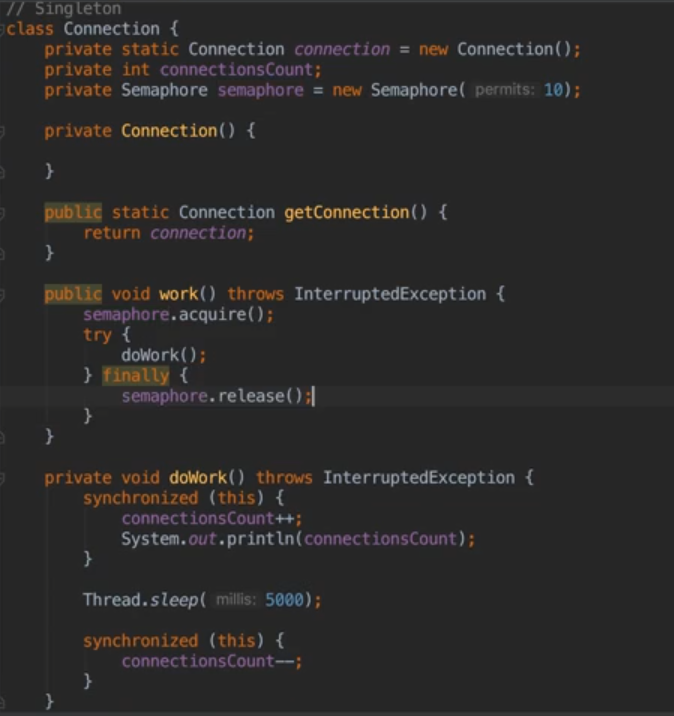 // Singleton
class Connection {
    private static Connection connection = new Connection();
    private int connectionsCount;
    private Semaphore semaphore = new Semaphore( permits: 10);
    private Connection() {
    }
    public static Connection getConnection() {
        return connection;
    }
    public void work() throws InterruptedException {
        semaphore.acquire();
        try {
            doWork();
        } finally {
            semaphore.release();
        }
    }
    private void doWork() throws InterruptedException {
        synchronized (this) {
            connectionsCount++;
            System.out.println(connectionsCount);
        }
        Thread.sleep( millis: 5000);
        synchronized (this) {
            connectionsCount--;
        }
    }